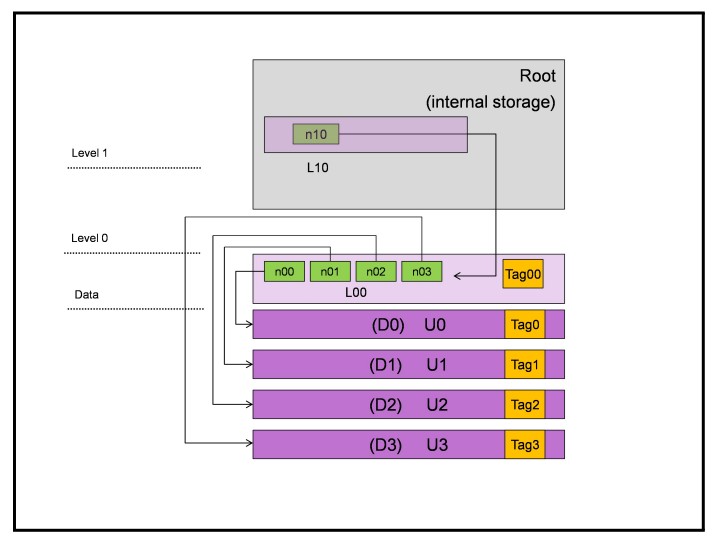 Root
(internal storage)
n10
Level 1
L10
Level 0
n00 n01 n02 n03 Tag00
Data
L00
(D0) U0 Tag0
(D1) U1 Tag1
(D2) U2 Tag2
(D3) U3 Tag3